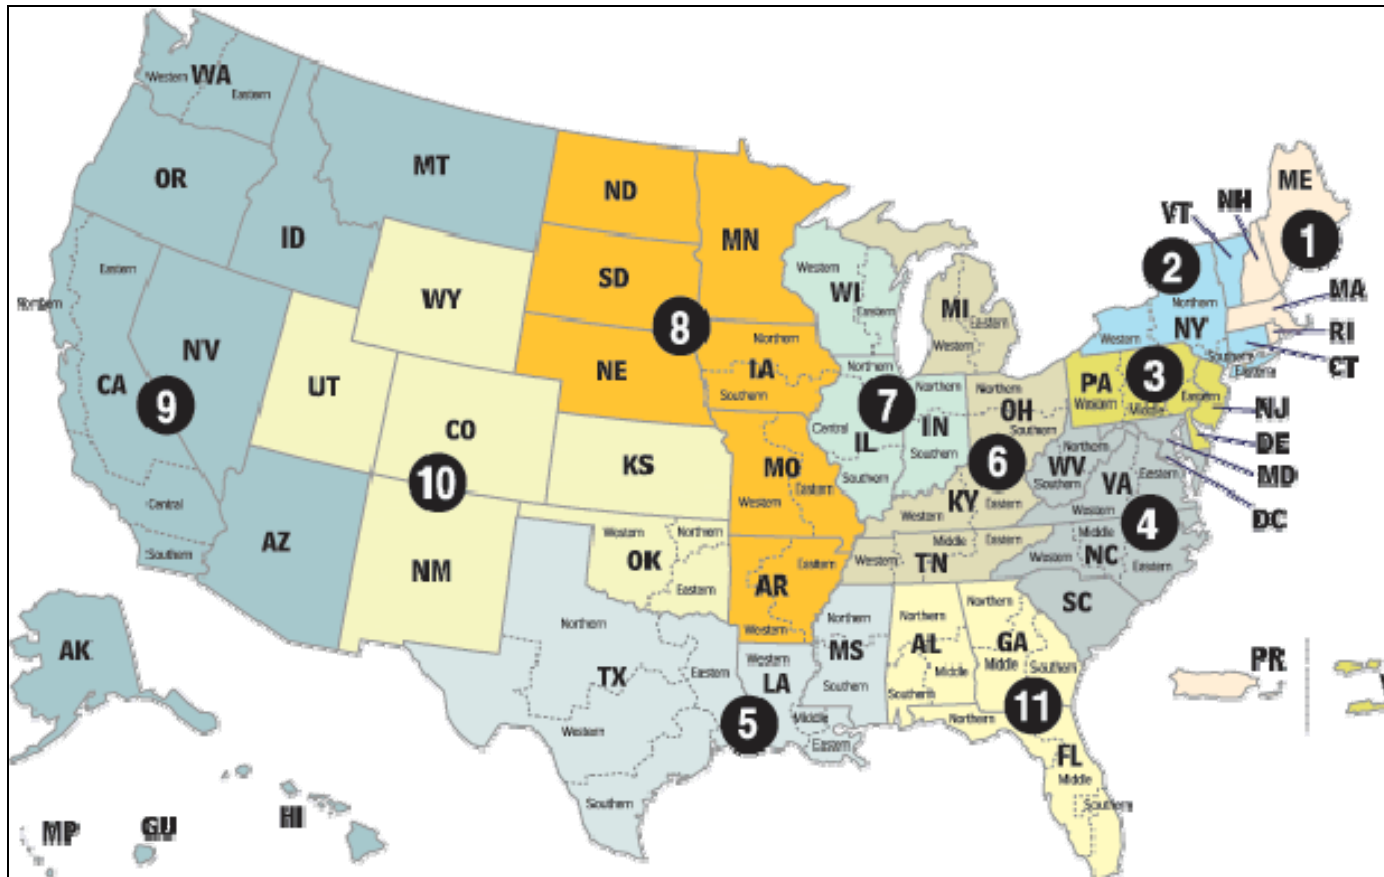 WA
Western
Eastern
OR
MT
ID
ND
MN
ME
NH
VT
1
2
Eastern
Northern
WY
SD
Western
WI
Eastern
MI
Eastern
Western
Northern
NY
Western
Southern
Eastern
MA
RI
CT
NV
CA
9
UT
8
NE
Northern
IA
Southern
Northern
7
Northern
IN
Southern
Central
IL
Southern
Northern
OH
Southern
6
PA
Western
3
Middle
Eastern
NJ
DE
MD
DC
CO
10
KS
MO
Western
Eastern
KY
Western
Eastern
Northern
WV
Southern
VA
Eastern
Western
4
Central
Southern
AZ
NM
Western
Northern
OK
Eastern
Eastern
AR
Western
Western
Middle
Eastern
TN
Western
Middle
NC
Eastern
SC
AK
Northern
TX
Eastern
Western
Southern
Western
LA
Middle
Eastern
5
Northern
MS
Southern
Northern
AL
Middle
Southern
Northern
GA
Middle
Southern
11
Northern
FL
Middle
Southern
PR
MP
GU
HI